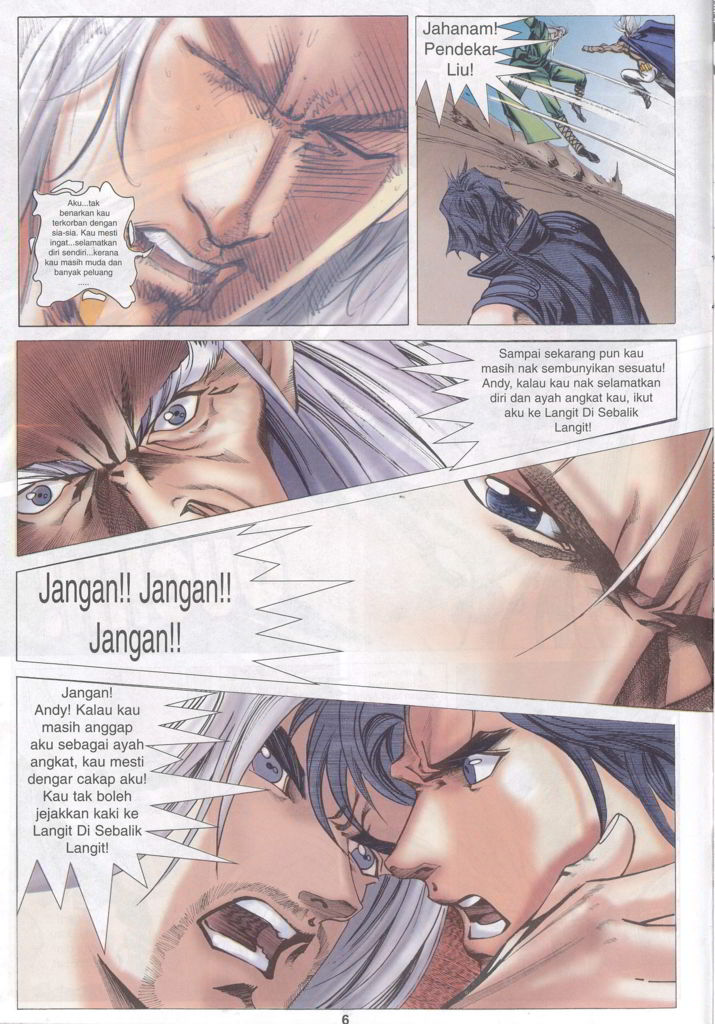 Aku...tak
benarkan kau
terkorban dengan
sia-sia. Kau mesti
ingat...selamatkan
diri sendiri...kerana
kau masih muda dan
banyak peluang
.....
Jahanam!
Pendekar
Liu!
Sampai sekarang pun kau
masih nak sembunyikan sesuatu!
Andy, kalau kau nak selamatkan
diri dan ayah angkat kau, ikut
aku ke Langit Di Sebalik
Langit!
Jangan!! Jangan!!
Jangan!!
Jangan!
Andy! Kalau kau
masih anggap
aku sebagai ayah
angkat, kau mesti
dengar cakap aku!
Kau tak boleh
jejakkan kaki ke
Langit Di Sebalik
Langit!
6